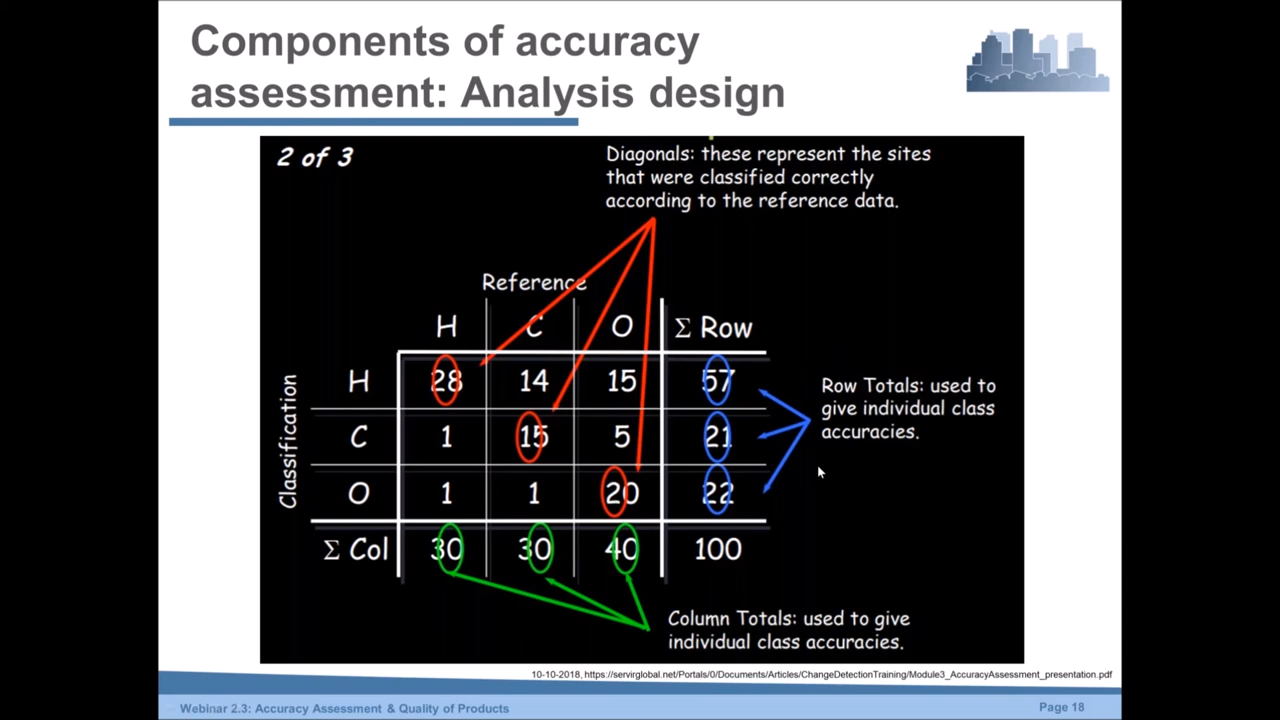 Components of accuracy
assessment: Analysis design
2 of 3
Diagonals: these represent the sites
that were classified correctly
according to the reference data.
Reference
H C O Σ Row
Classification
H 28 14 15 57
C 1 15 5 21
O 1 1 20 22
Σ Col 30 30 40 100
Row Totals: used to
give individual class
accuracies.
Column Totals: used to give
individual class accuracies.
10-10-2018, https://servirglobal.net/Portals/0/Documents/Articles/ChangeDetectionTraining/Module3_AccuracyAssessment_presentation.pdf
Webinar 2.3: Accuracy Assessment & Quality of Products
Page 18